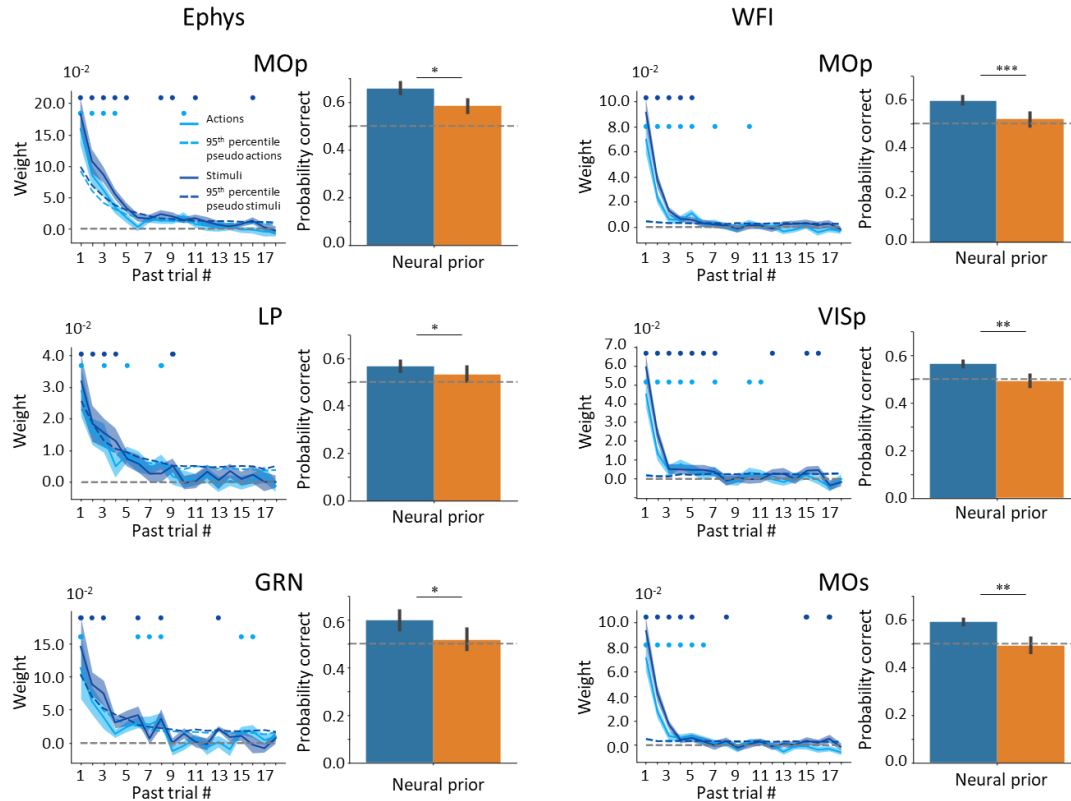 Ephys
WFI
MOp
10⁻²
20.0
15.0
10.0
5.0
0.0
Weight
Actions
95th percentile
pseudo actions
Stimuli
95th percentile
pseudo stimuli
1 3 5 7 9 11 13 15 17
Past trial #
*
0.6
0.4
0.2
0.0
Probability correct
Neural prior
MOp
10⁻²
10.0
8.0
6.0
4.0
2.0
0.0
Weight
1 3 5 7 9 11 13 15 17
Past trial #
***
0.6
0.4
0.2
0.0
Probability correct
Neural prior
LP
10⁻²
4.0
3.0
2.0
1.0
0.0
Weight
1 3 5 7 9 11 13 15 17
Past trial #
*
0.6
0.4
0.2
0.0
Probability correct
Neural prior
VISp
10⁻²
7.0
6.0
5.0
4.0
3.0
2.0
1.0
0.0
Weight
1 3 5 7 9 11 13 15 17
Past trial #
**
0.6
0.4
0.2
0.0
Probability correct
Neural prior
GRN
10⁻²
15.0
10.0
5.0
0.0
Weight
1 3 5 7 9 11 13 15 17
Past trial #
*
0.6
0.4
0.2
0.0
Probability correct
Neural prior
MOs
10⁻²
10.0
8.0
6.0
4.0
2.0
0.0
Weight
1 3 5 7 9 11 13 15 17
Past trial #
**
0.6
0.4
0.2
0.0
Probability correct
Neural prior